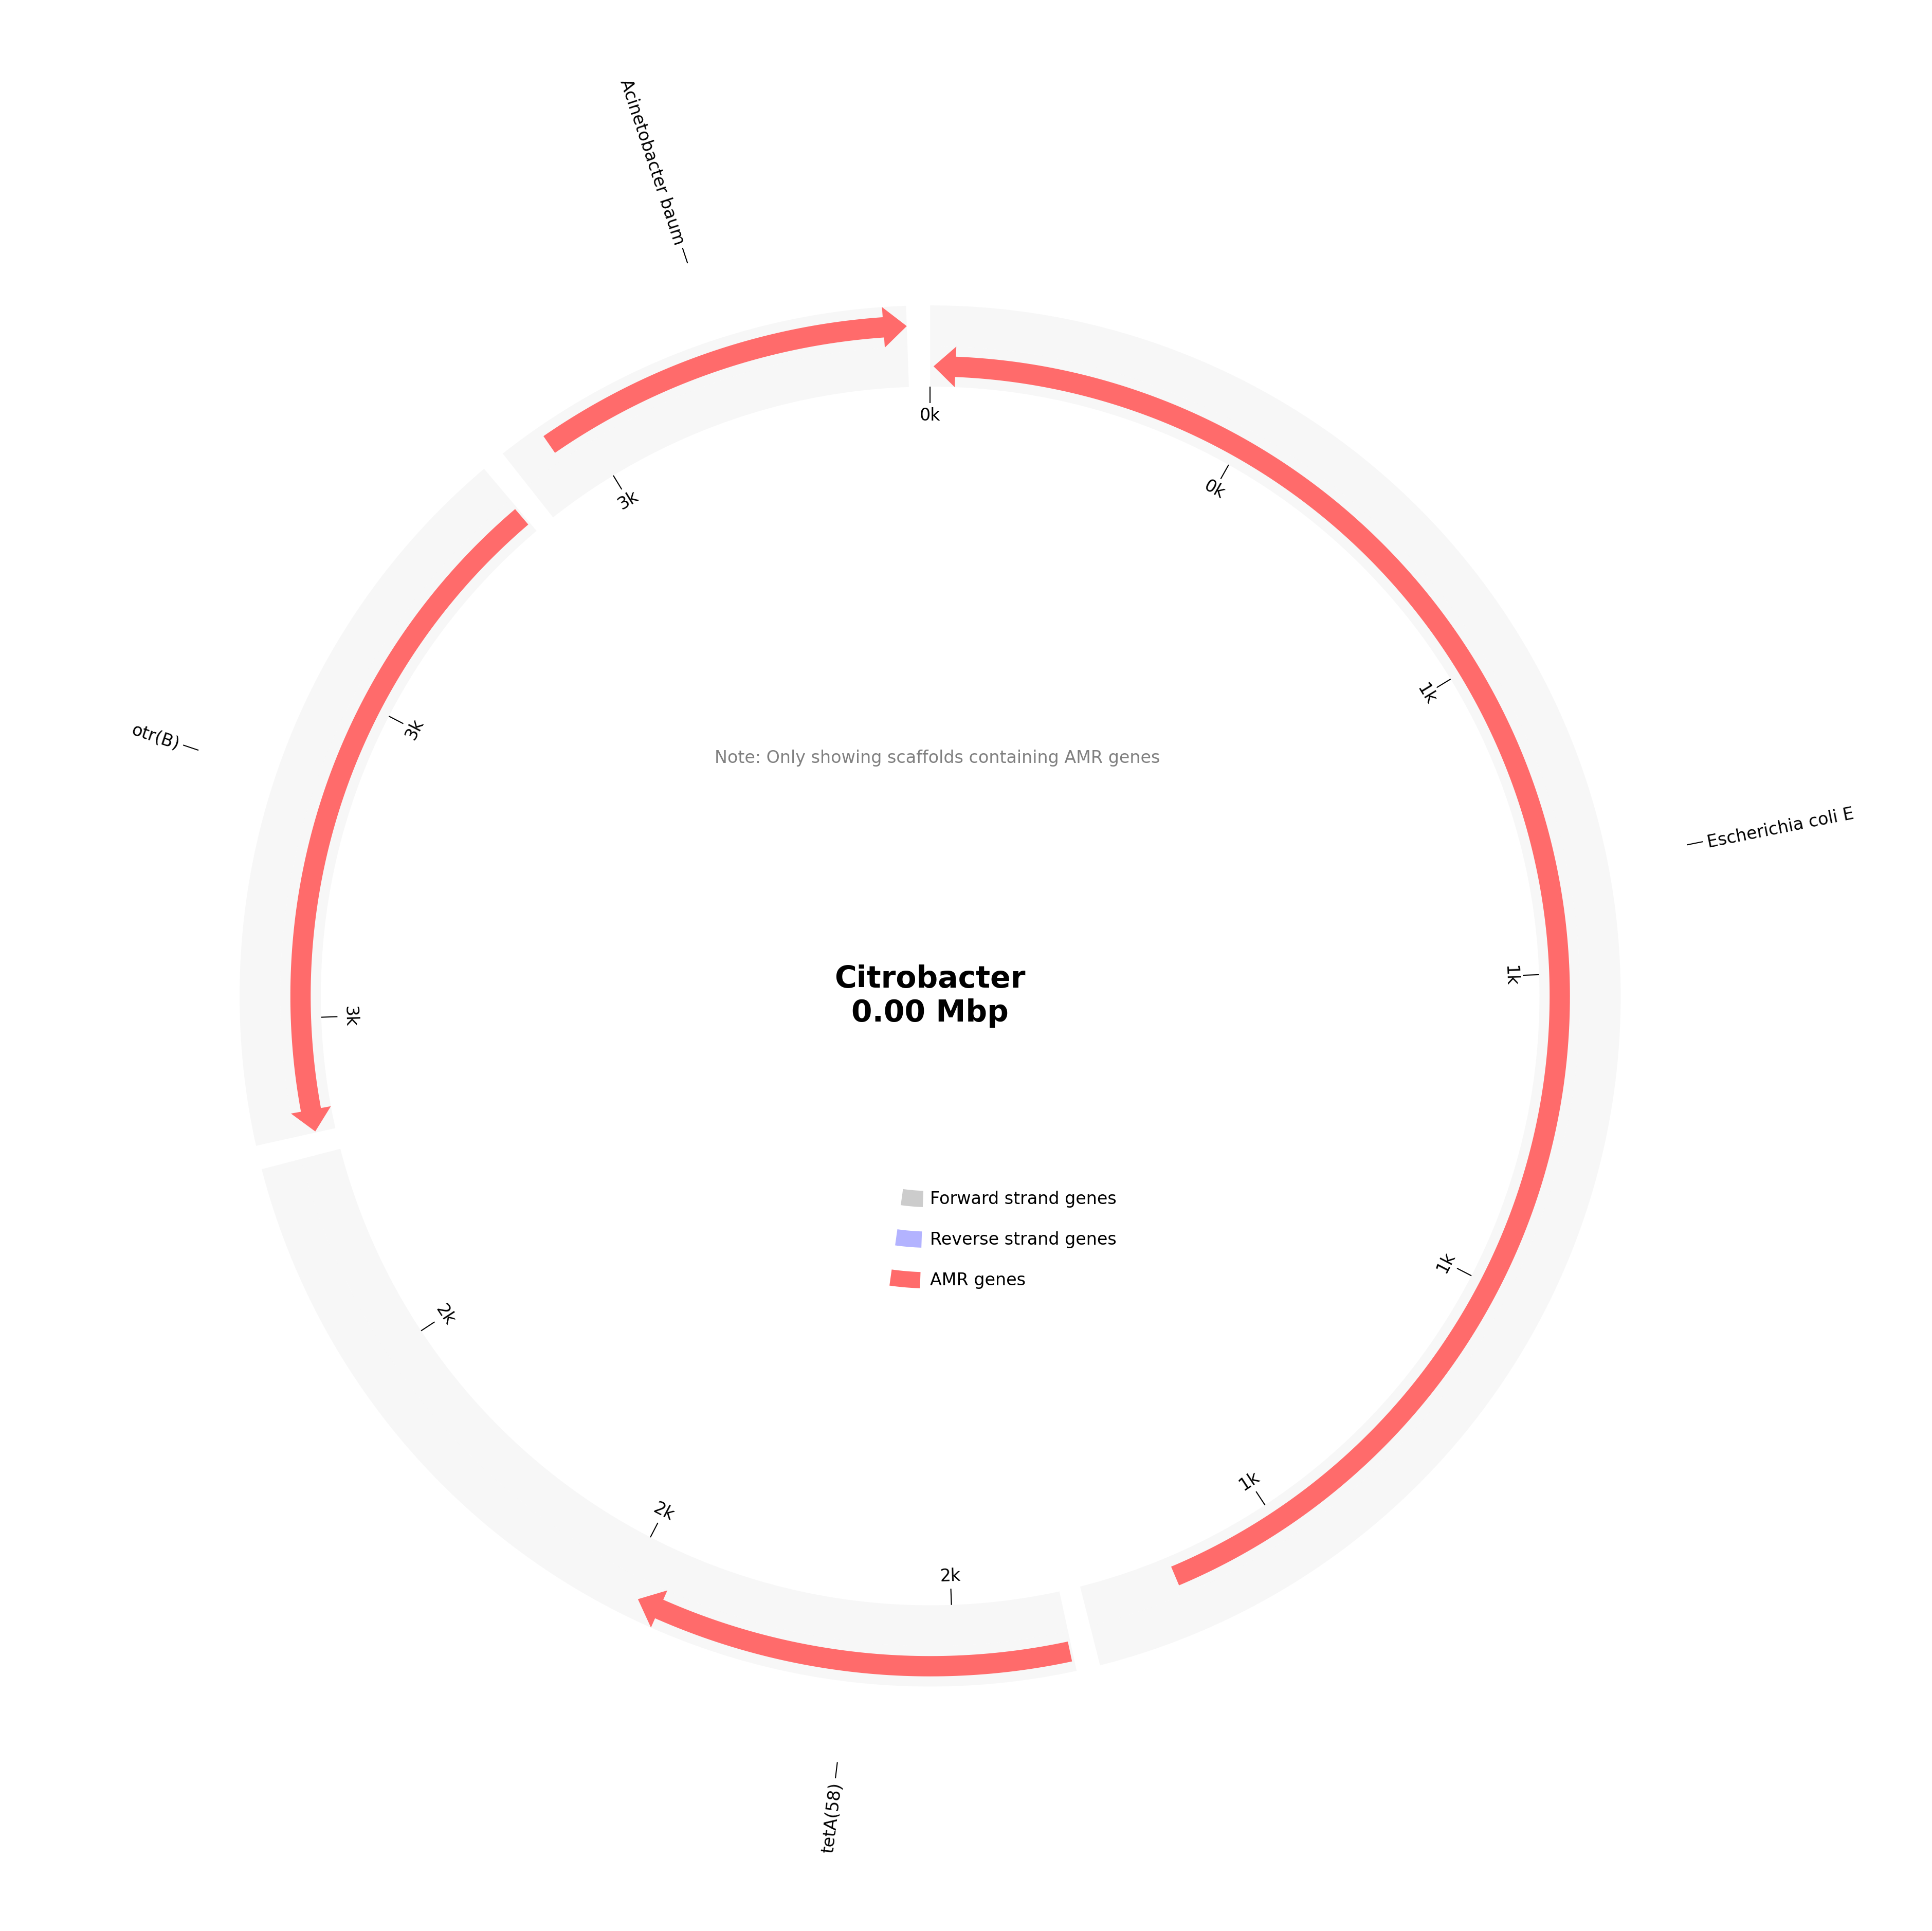 Acinetobacter baum
0k
0k
3k
1k
Note: Only showing scaffolds containing AMR genes
otr(B)
3k
Escherichia coli E
1k
Citrobacter
0.00 Mbp
3k
Forward strand genes
Reverse strand genes
AMR genes
1k
2k
1k
2k
2k
tetA(58)